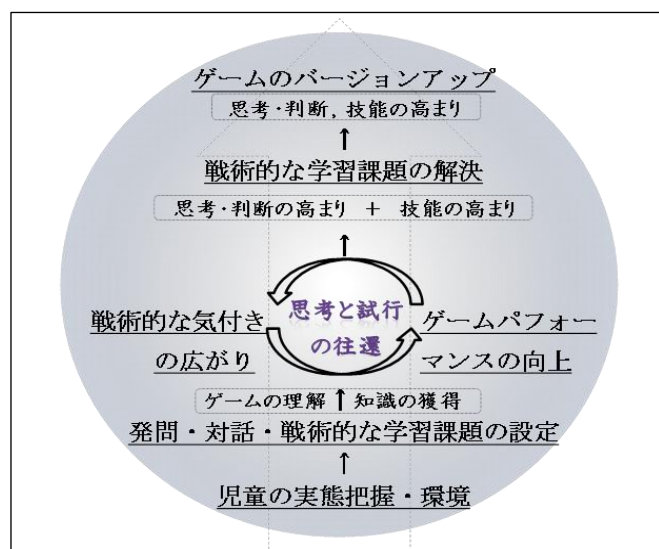 ゲームのバージョンアップ
思考・判断，技能の高まり
↑
戦術的な学習課題の解決
思考・判断の高まり ＋ 技能の高まり
↑
戦術的な気付き
の広がり
思考と試行
の往還
ゲームパフォー
マンスの向上
ゲームの理解 ↑ 知識の獲得
発問・対話・戦術的な学習課題の設定
↑
児童の実態把握・環境